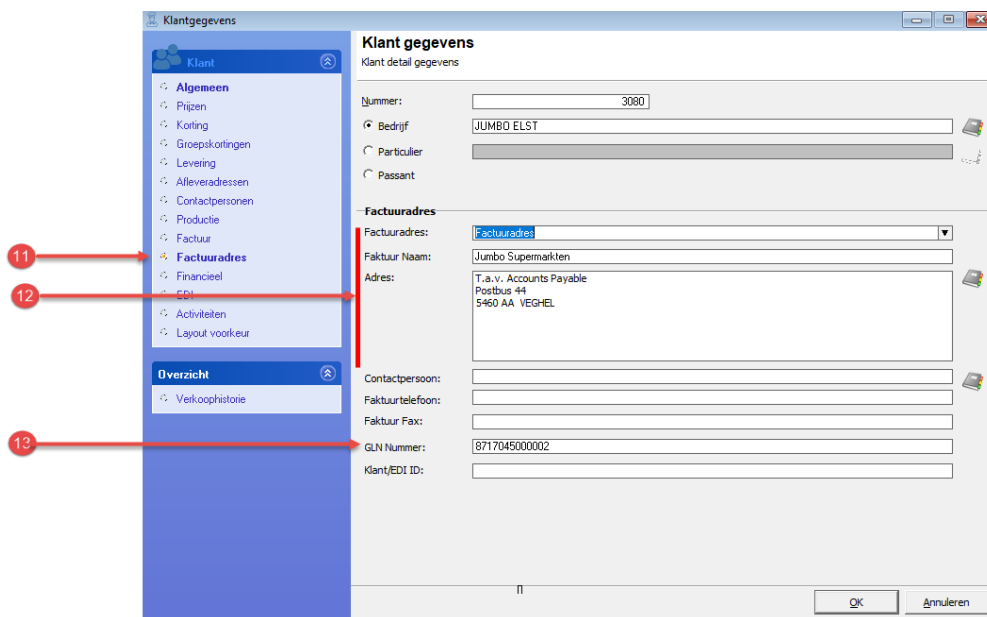 Klantgegevens
Klant
Algemeen
Prijzen
Korting
Groepskortingen
Levering
Afleveradressen
Contactpersonen
Productie
Factuur
11
Factuuradres
Financieel
12
EDI
Activiteiten
Layout voorkeur
Overzicht
Verkoophistorie
13
Klant gegevens
Klant detail gegevens
Nummer: 3080
Bedrijf JUMBO ELST
Particulier
Passant
Factuuradres
Factuuradres: Factuuradres
Faktuur Naam: Jumbo Supermarkten
Adres: T.a.v. Accounts Payable
Postbus 44
5460 AA VEGHEL
Contactpersoon:
Faktuurtelefoon:
Faktuur Fax:
GLN Nummer: 8717045000002
Klant/EDI ID:
OK Annuleren